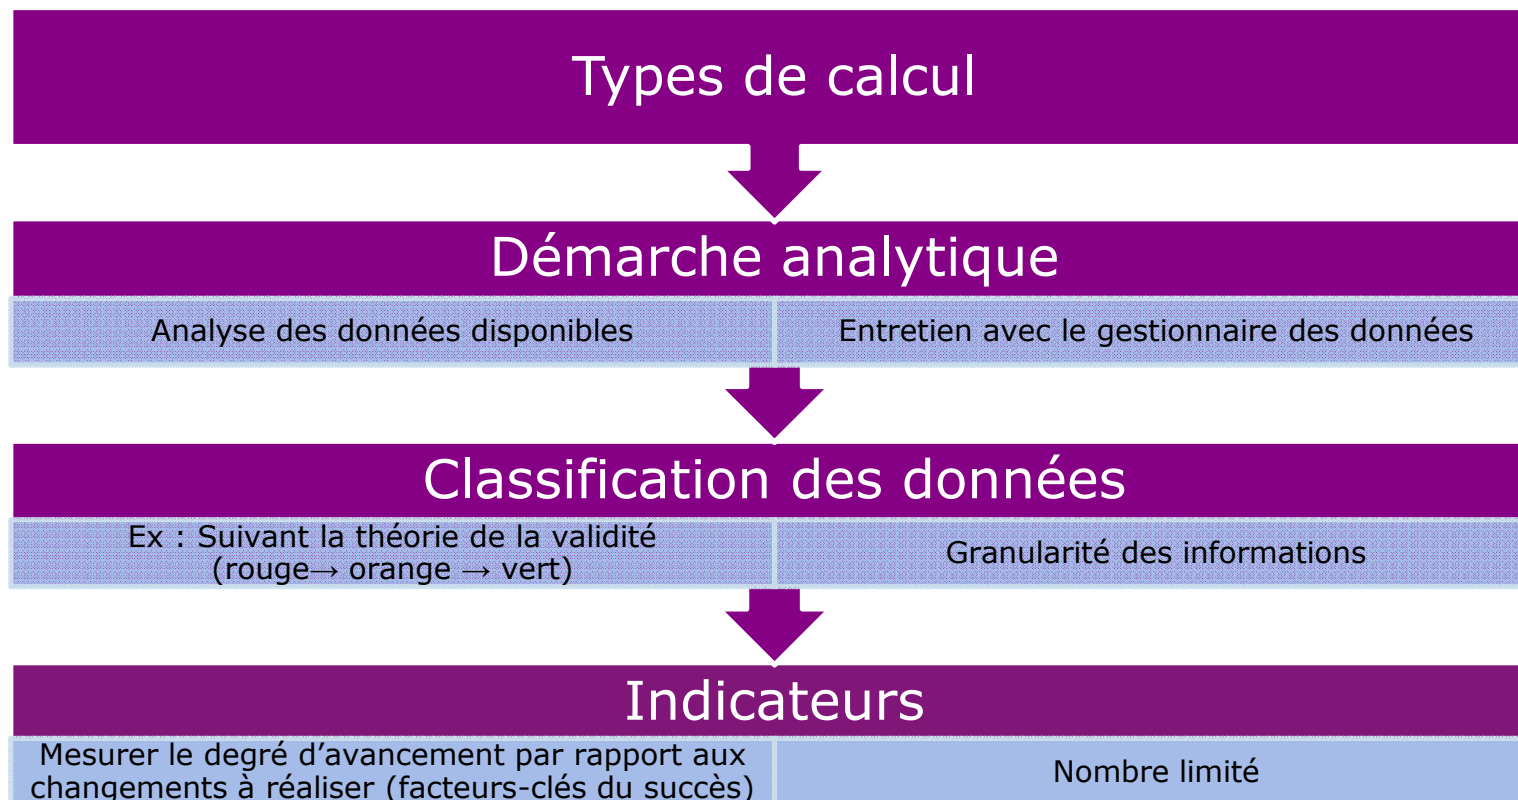 Types de calcul
Démarche analytique
Analyse des données disponibles
Entretien avec le gestionnaire des données
Classification des données
Ex : Suivant la théorie de la validité
(rouge→ orange → vert)
Granularité des informations
Indicateurs
Mesurer le degré d’avancement par rapport aux
changements à réaliser (facteurs-clés du succès)
Nombre limité